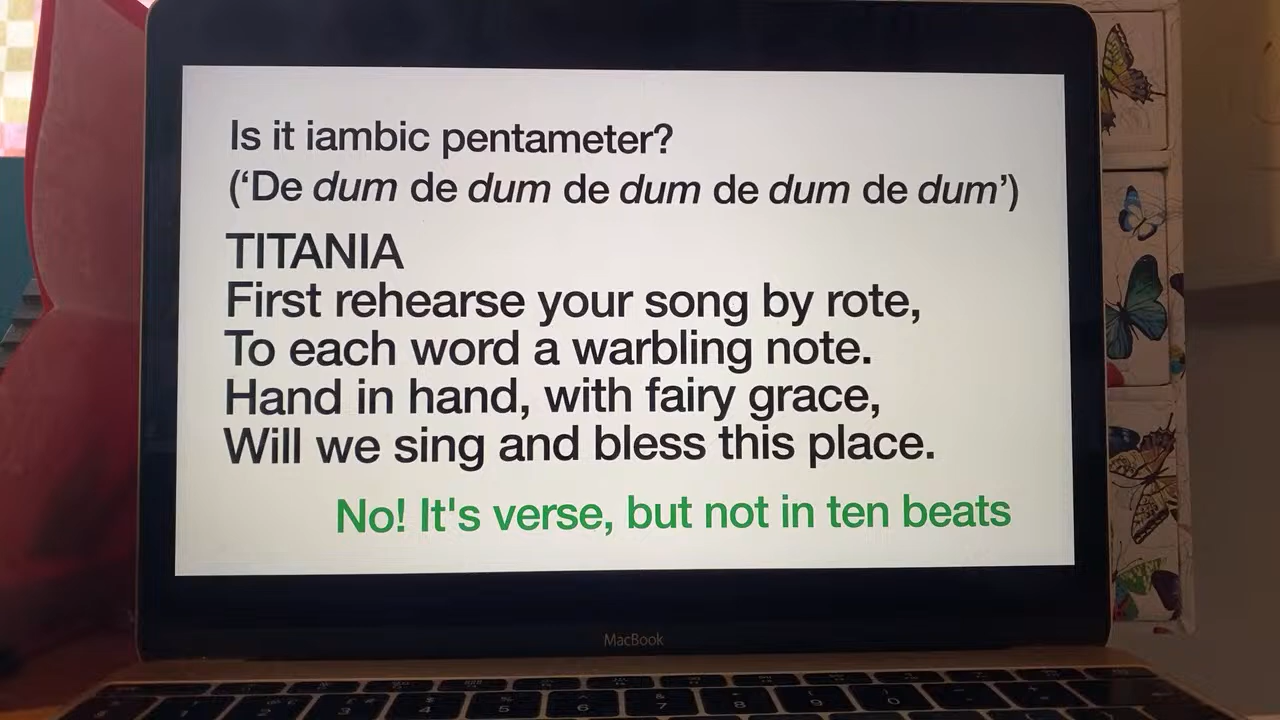 Is it iambic pentameter?
(‘De dum de dum de dum de dum de dum’)
TITANIA
First rehearse your song by rote,
To each word a warbling note.
Hand in hand, with fairy grace,
Will we sing and bless this place.
No! It's verse, but not in ten beats
MacBook